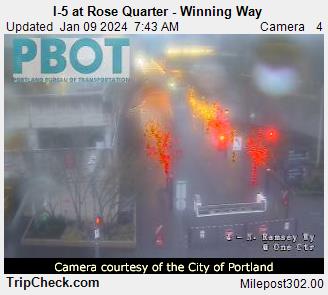 I-5 at Rose Quarter - Winning Way
Updated Jan 09 2024 7:43 AM Camera 4
PBOT
PORTLAND BUREAU OF TRANSPORTATION
- N. Ramsey Wy
W One Ctr
Camera courtesy of the City of Portland
TripCheck.com Milepost302.00